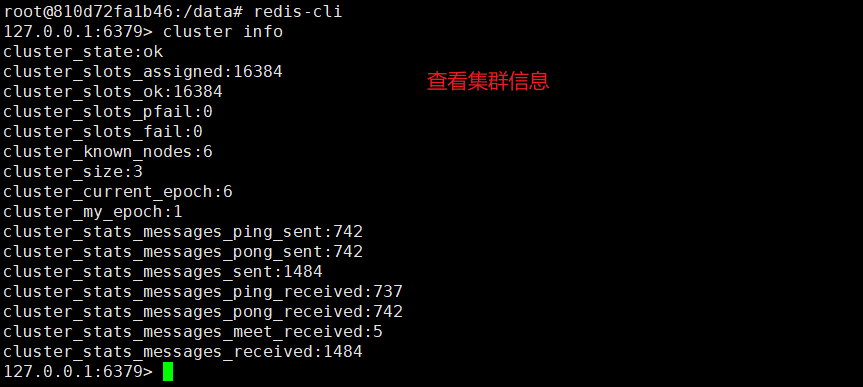 root@810d72fa1b46:/data# redis-cli
127.0.0.1:6379> cluster info
cluster_state:ok
cluster_slots_assigned:16384
查看集群信息
cluster_slots_ok:16384
cluster_slots_pfail:0
cluster_slots_fail:0
cluster_known_nodes:6
cluster_size:3
cluster_current_epoch:6
cluster_my_epoch:1
cluster_stats_messages_ping_sent:742
cluster_stats_messages_pong_sent:742
cluster_stats_messages_sent:1484
cluster_stats_messages_ping_received:737
cluster_stats_messages_pong_received:742
cluster_stats_messages_meet_received:5
cluster_stats_messages_received:1484
127.0.0.1:6379>